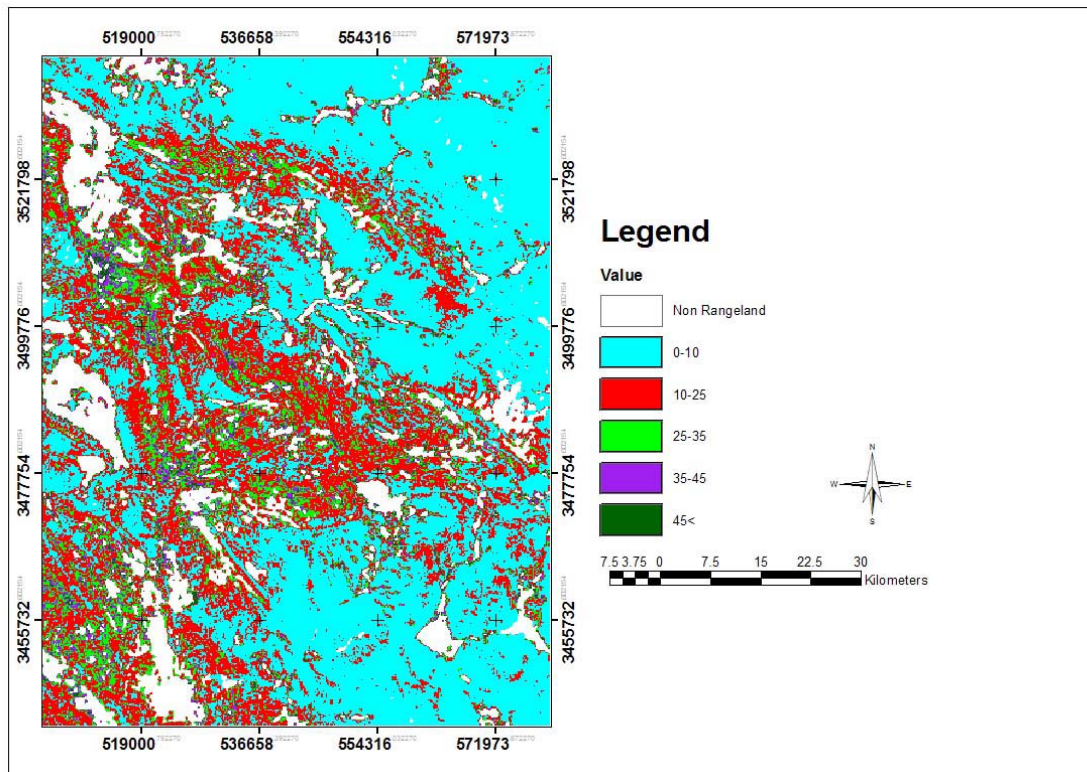 519000 536658 554316 571973
3521798 3521798
3499776 3499776
3477754 3477754
3455732 3455732
519000 536658 554316 571973
Legend
Value
Non Rangeland
0-10
10-25
25-35
35-45
45<
N
W E
S
7.5 3.75 0 7.5 15 22.5 30
Kilometers